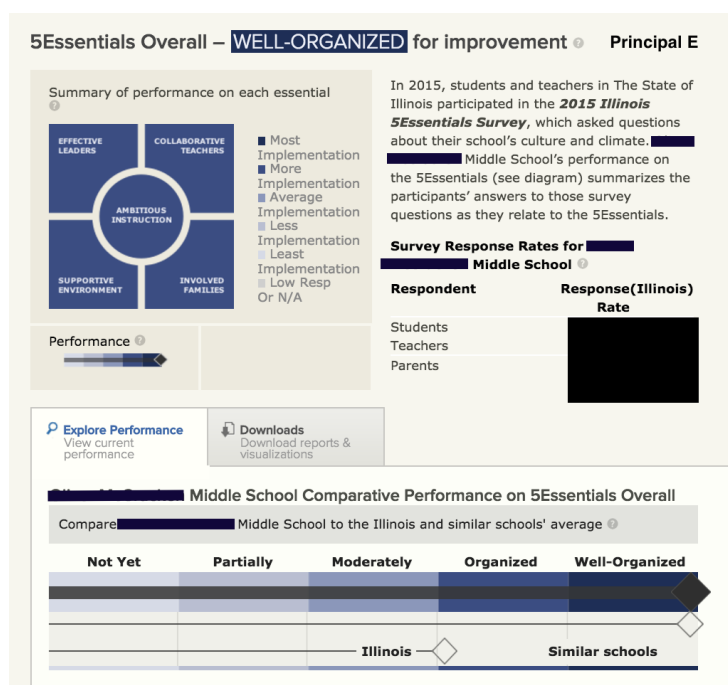 5Essentials Overall – WELL-ORGANIZED for improvement
Principal E
Summary of performance on each essential
EFFECTIVE
LEADERS
COLLABORATIVE
TEACHERS
AMBITIOUS
INSTRUCTION
SUPPORTIVE
ENVIRONMENT
INVOLVED
FAMILIES
Most
Implementation
More
Implementation
Average
Implementation
Less
Implementation
Least
Implementation
Low Resp
Or N/A
Performance
In 2015, students and teachers in The State of
Illinois participated in the 2015 Illinois
5Essentials Survey, which asked questions
about their school's culture and climate.
Middle School's performance on
the 5Essentials (see diagram) summarizes the
participants' answers to those survey
questions as they relate to the 5Essentials.
Survey Response Rates for
Middle School
Respondent Response(Illinois)
Rate
Students
Teachers
Parents
Explore Performance
View current
performance
Downloads
Download reports &
visualizations
Middle School Comparative Performance on 5Essentials Overall
Compare Middle School to the Illinois and similar schools' average
Not Yet Partially Moderately Organized Well-Organized
Illinois Similar schools